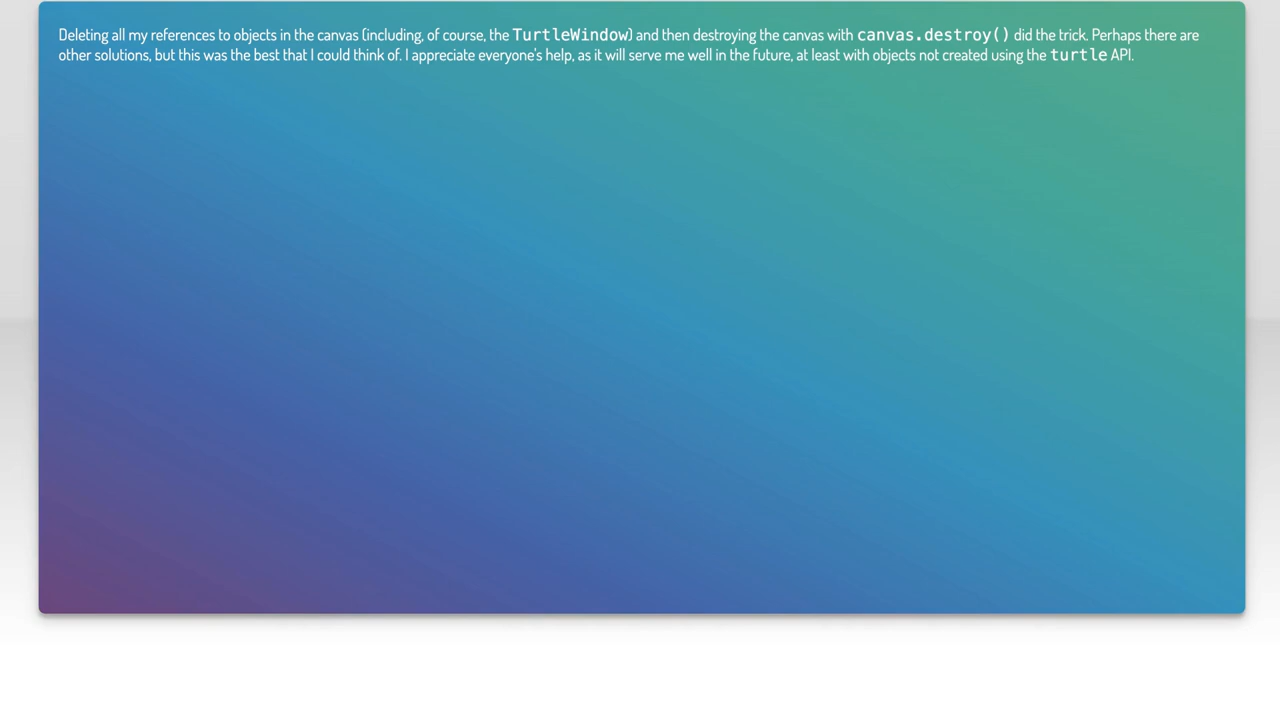 Deleting all my references to objects in the canvas (including, of course, the TurtleWindow) and then destroying the canvas with canvas.destroy() did the trick. Perhaps there are
other solutions, but this was the best that I could think of. I appreciate everyone's help, as it will serve me well in the future, at least with objects not created using the turtle API.